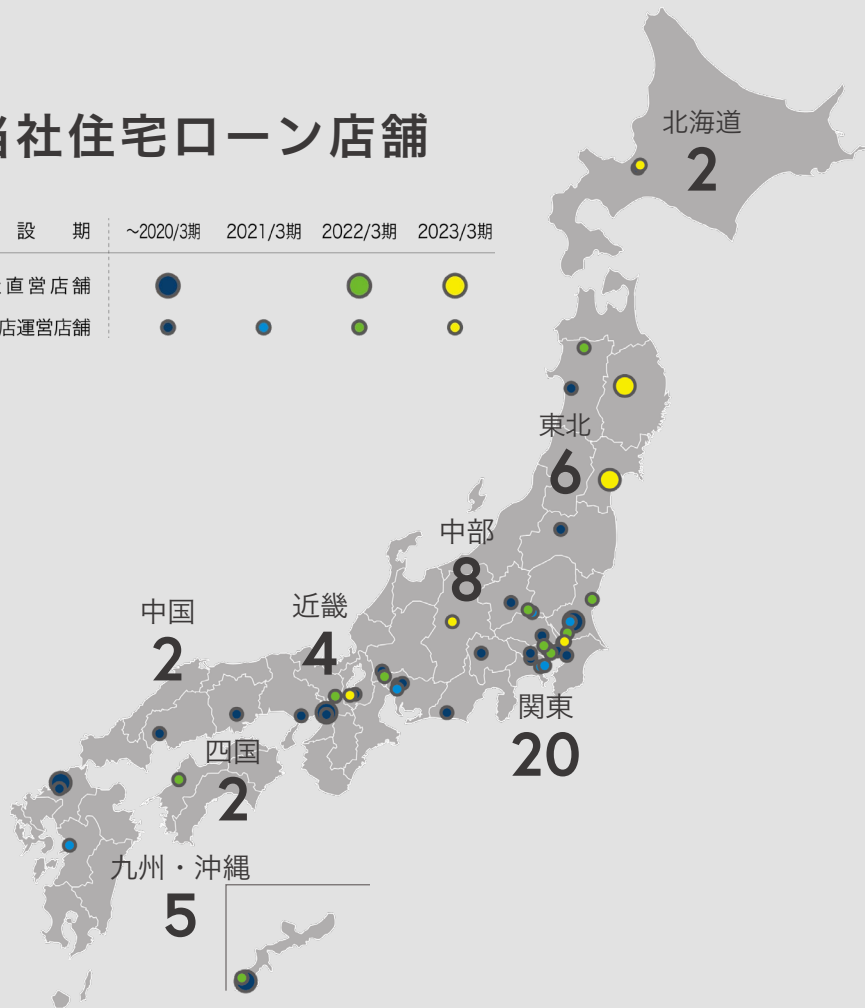 当社住宅ローン店舗
設 期 ～2020/3期 2021/3期 2022/3期 2023/3期
直営店舗
店運営店舗
北海道
2
東北
6
中部
8
中国
2
近畿
4
関東
20
四国
2
九州・沖縄
5